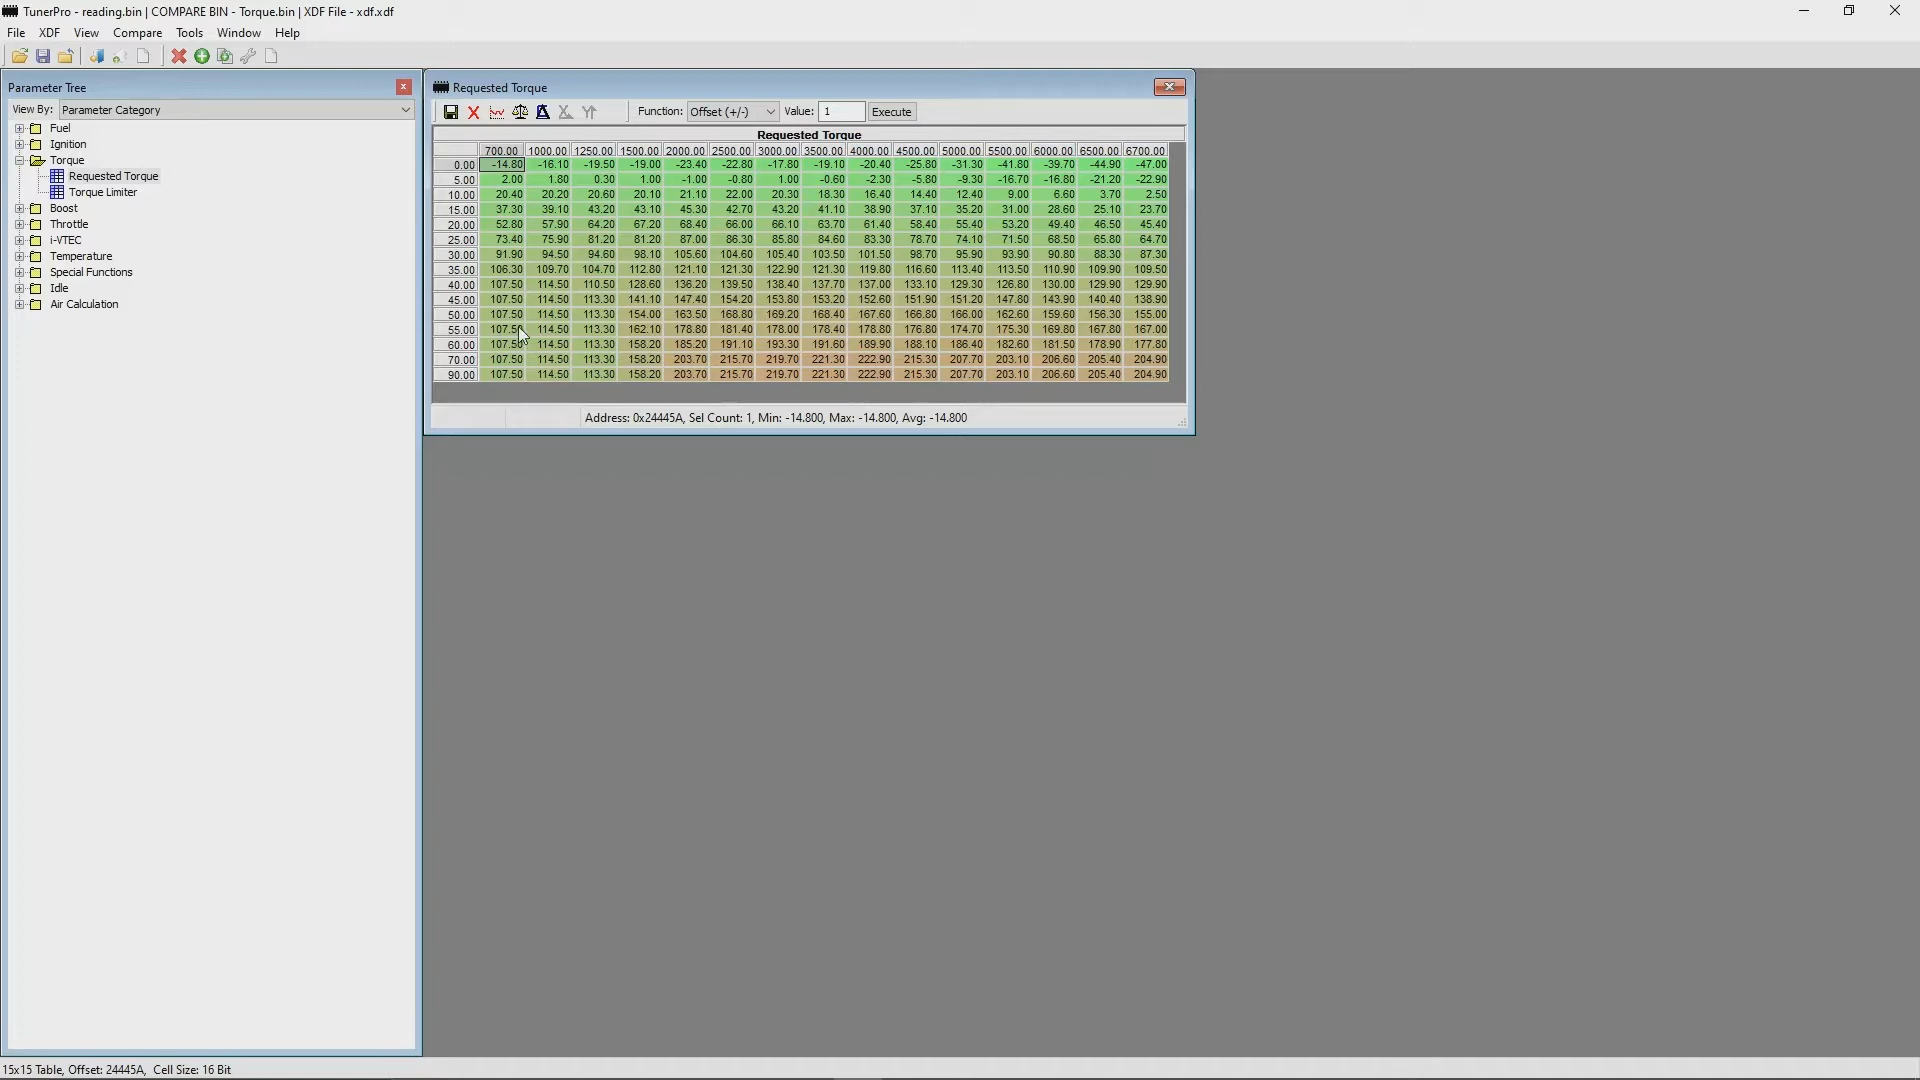 TunerPro - reading.bin | COMPARE BIN - Torque.bin | XDF File - xdf.xdf
File XDF View Compare Tools Window Help
Parameter Tree
View By: Parameter Category
Fuel
Ignition
Torque
Requested Torque
Torque Limiter
Boost
Throttle
i-VTEC
Temperature
Special Functions
Idle
Air Calculation
Requested Torque
Function: Offset (+/-) Value: 1 Execute
Requested Torque
700.00 1000.00 1250.00 1500.00 2000.00 2500.00 3000.00 3500.00 4000.00 4500.00 5000.00 5500.00 6000.00 6500.00 6700.00
0.00 -14.80 -16.10 -19.50 -19.00 -23.40 -22.80 -17.80 -19.10 -20.40 -25.80 -31.30 -41.80 -39.70 -44.90 -47.00
5.00 2.00 1.80 0.30 1.00 -1.00 -0.80 1.00 -0.60 -2.30 -5.80 -9.30 -16.70 -16.80 -21.20 -22.90
10.00 20.40 20.20 20.60 20.10 21.10 22.00 20.30 18.30 16.40 14.40 12.40 9.00 6.60 3.70 2.50
15.00 37.30 39.10 43.20 43.10 45.30 42.70 43.20 41.10 38.90 37.10 35.20 31.00 28.60 25.10 23.70
20.00 52.80 57.90 64.20 67.20 68.40 66.00 66.10 63.70 61.40 58.40 55.40 53.20 49.40 46.50 45.40
25.00 73.40 75.90 81.20 81.20 87.00 86.30 85.80 84.60 83.30 78.70 74.10 71.50 68.50 65.80 64.70
30.00 91.90 94.50 94.60 98.10 105.60 104.60 105.40 103.50 101.50 98.70 95.90 93.90 90.80 88.30 87.30
35.00 106.30 109.70 104.70 112.80 121.10 121.30 122.90 121.30 119.80 116.60 113.40 113.50 110.90 109.90 109.50
40.00 107.50 114.50 110.50 128.60 136.20 139.50 138.40 137.70 137.00 133.10 129.30 126.80 130.00 129.90 129.90
45.00 107.50 114.50 113.30 141.10 147.40 154.20 153.80 153.20 152.60 151.90 151.20 147.80 143.90 140.40 138.90
50.00 107.50 114.50 113.30 154.00 163.50 168.80 169.20 168.40 167.60 166.80 166.00 162.60 159.60 156.30 155.00
55.00 107.50 114.50 113.30 162.10 178.80 181.40 178.00 178.40 178.80 176.80 174.70 175.30 169.80 167.80 167.00
60.00 107.50 114.50 113.30 158.20 185.20 191.10 193.30 191.60 189.90 188.10 186.40 182.60 181.50 178.90 177.80
70.00 107.50 114.50 113.30 158.20 203.70 215.70 219.70 221.30 222.90 215.30 207.70 203.10 206.60 205.40 204.90
90.00 107.50 114.50 113.30 158.20 203.70 215.70 219.70 221.30 222.90 215.30 207.70 203.10 206.60 205.40 204.90
Address: 0x24445A, Sel Count: 1, Min: -14.800, Max: -14.800, Avg: -14.800
15x15 Table, Offset: 24445A, Cell Size: 16 Bit